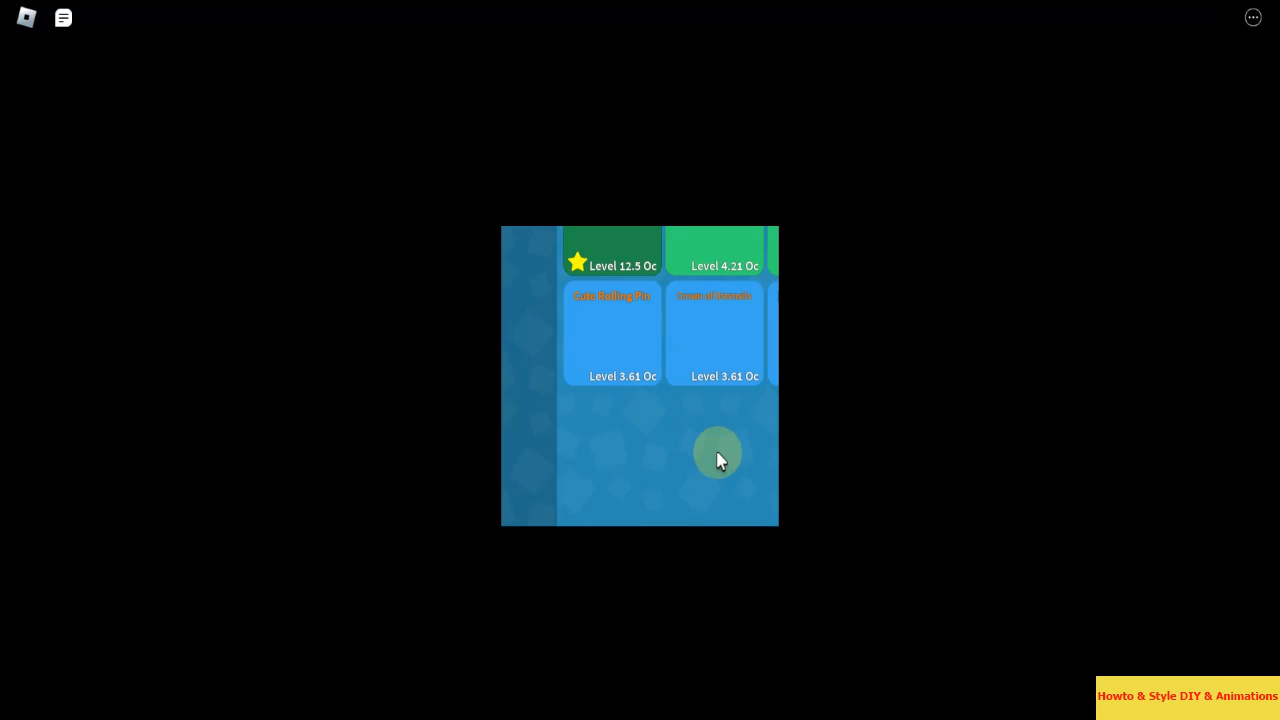 Level 12.5 Oc
Level 4.21 Oc
Cute Rolling Pin
Level 3.61 Oc
Level 3.61 Oc
Howto & Style DIY & Animations